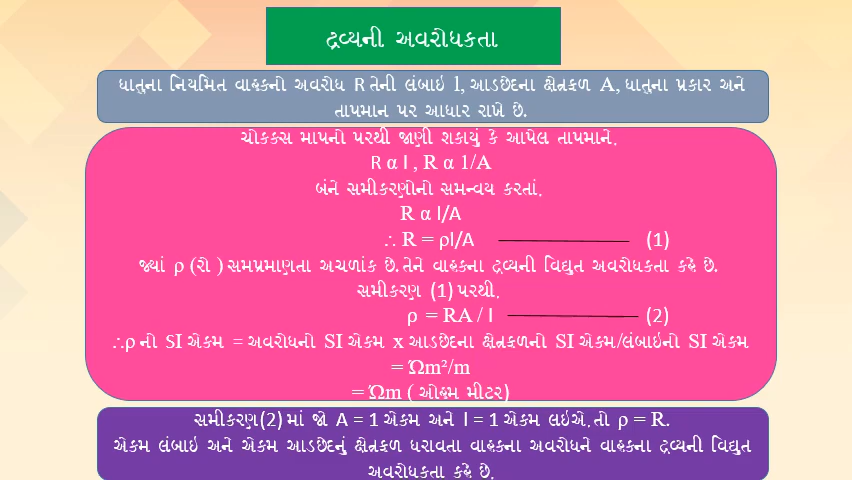 દ્રવ્યની અવરોધકતા
ધાતુના નિયમિત વાહકનો અવરોધ R તેની લંબાઇ l, આડછેદના ક્ષેત્રફળ A, ધાતુના પ્રકાર અને
તાપમાન પર આધાર રાખે છે.
ચોકકસ માપનો પરથી જાણી શકાયું કે આપેલ તાપમાને,
R α l , R α 1/A
બંને સમીકરણોનો સમન્વય કરતાં,
R α l/A
∴ R = ρl/A (1)
જ્યાં ρ (રો ) સમપ્રમાણતા અચળાંક છે. તેને વાહકના દ્રવ્યની વિદ્યુત અવરોધકતા કહે છે.
સમીકરણ (1) પરથી,
ρ = RA / l (2)
∴ρ નો SI એકમ = અવરોધનો SI એકમ x આડછેદના ક્ષેત્રફળનો SI એકમ/લંબાઇનો SI એકમ
= Ώm²/m
= Ώm ( ઓહમ મીટર)
સમીકરણ(2) માં જો A = 1 એકમ અને l = 1 એકમ લઇએ, તો ρ = R.
એકમ લંબાઇ અને એકમ આડછેદનું ક્ષેત્રફળ ધરાવતા વાહકના અવરોધને વાહકના દ્રવ્યની વિદ્યુત
અવરોધકતા કહે છે.